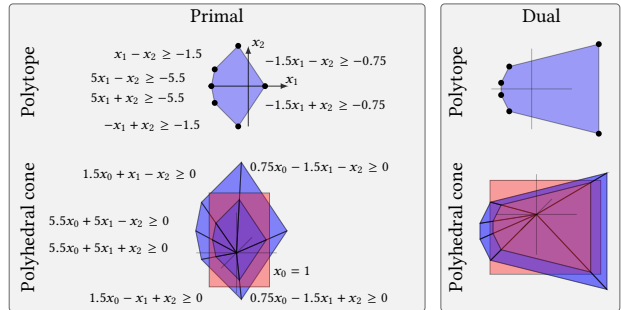 Primal
Dual
Polytope
x₁ − x₂ ≥ −1.5
5x₁ − x₂ ≥ −5.5
5x₁ + x₂ ≥ −5.5
−x₁ + x₂ ≥ −1.5
x₂
x₁
−1.5x₁ − x₂ ≥ −0.75
−1.5x₁ + x₂ ≥ −0.75
Polytope
Polyhedral cone
1.5x₀ + x₁ − x₂ ≥ 0
0.75x₀ − 1.5x₁ − x₂ ≥ 0
5.5x₀ + 5x₁ − x₂ ≥ 0
5.5x₀ + 5x₁ + x₂ ≥ 0
x₀ = 1
1.5x₀ − x₁ + x₂ ≥ 0
0.75x₀ − 1.5x₁ + x₂ ≥ 0
Polyhedral cone